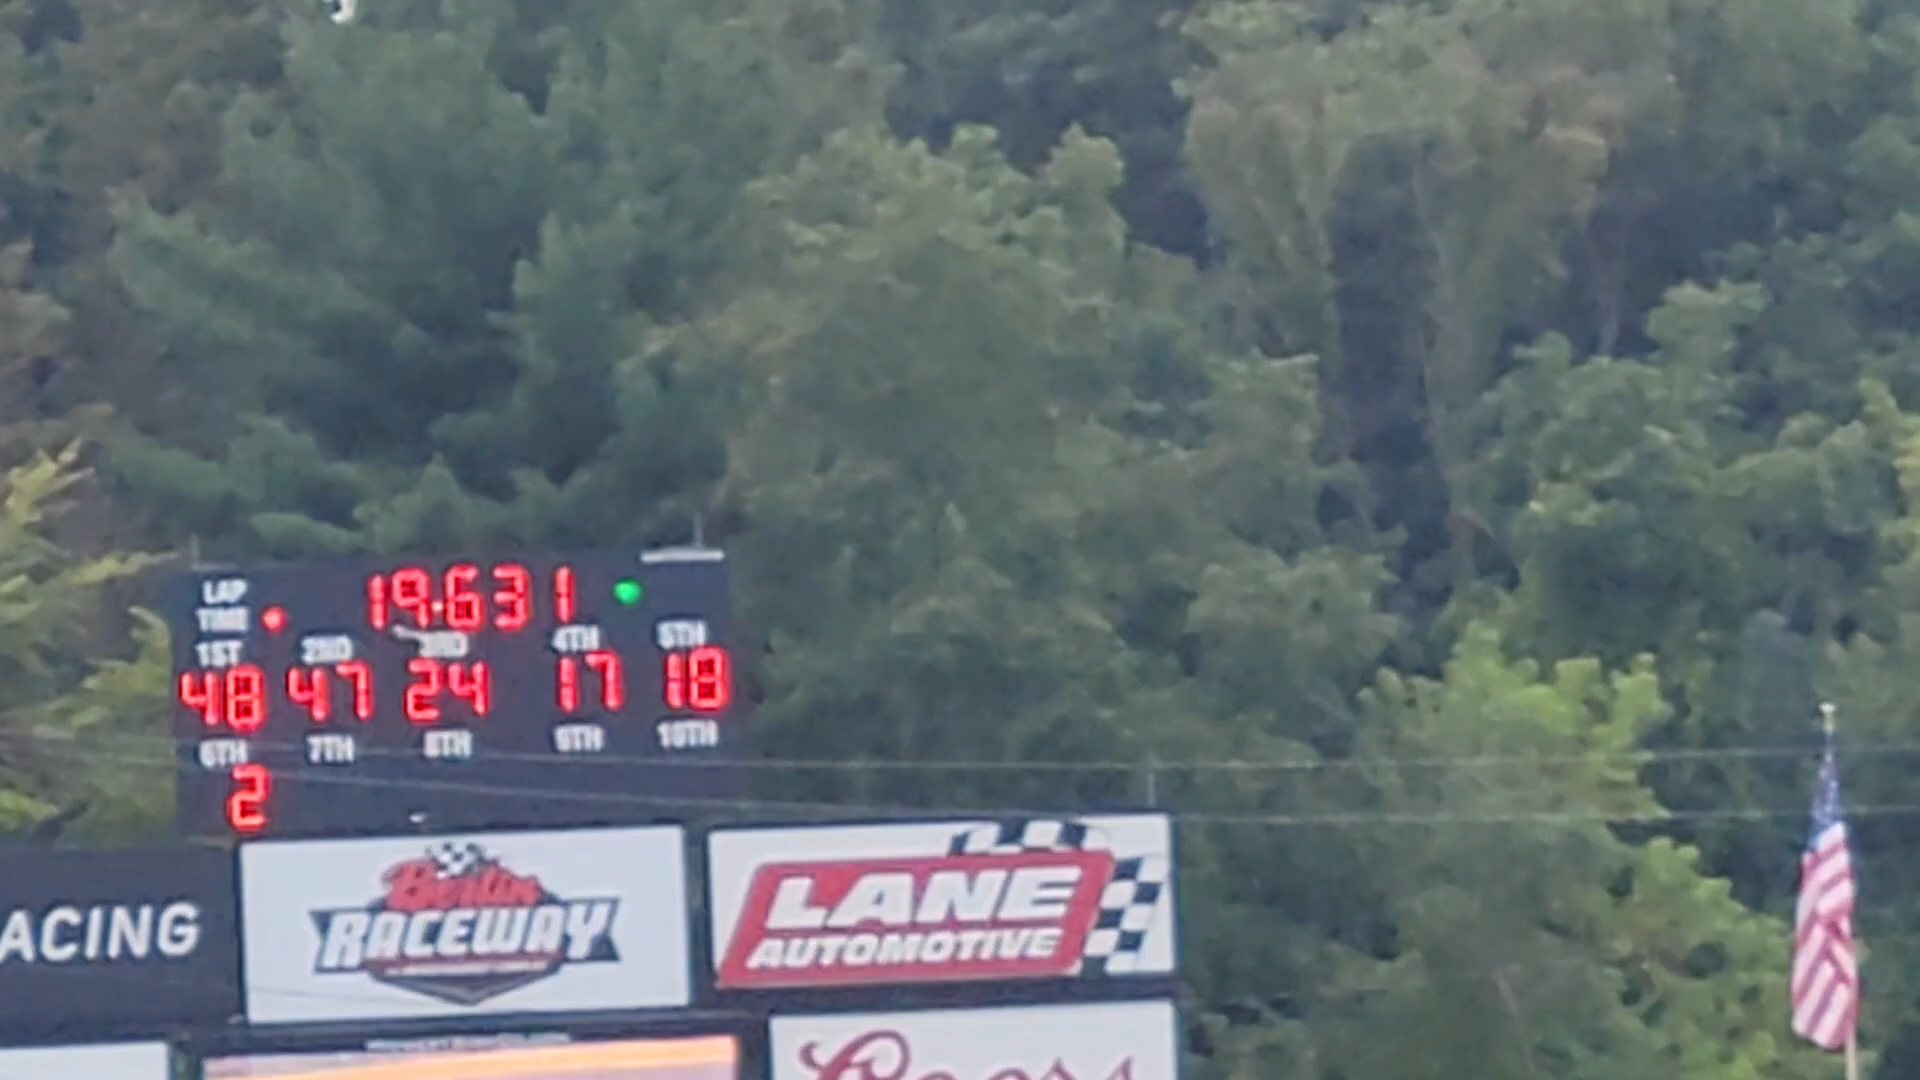 LAP
TIME
19.631
1ST 2ND 3RD 4TH 5TH
48 47 24 17 18
6TH 7TH 8TH 9TH 10TH
2
ACING
Berlin
RACEWAY
LANE
AUTOMOTIVE
Coors